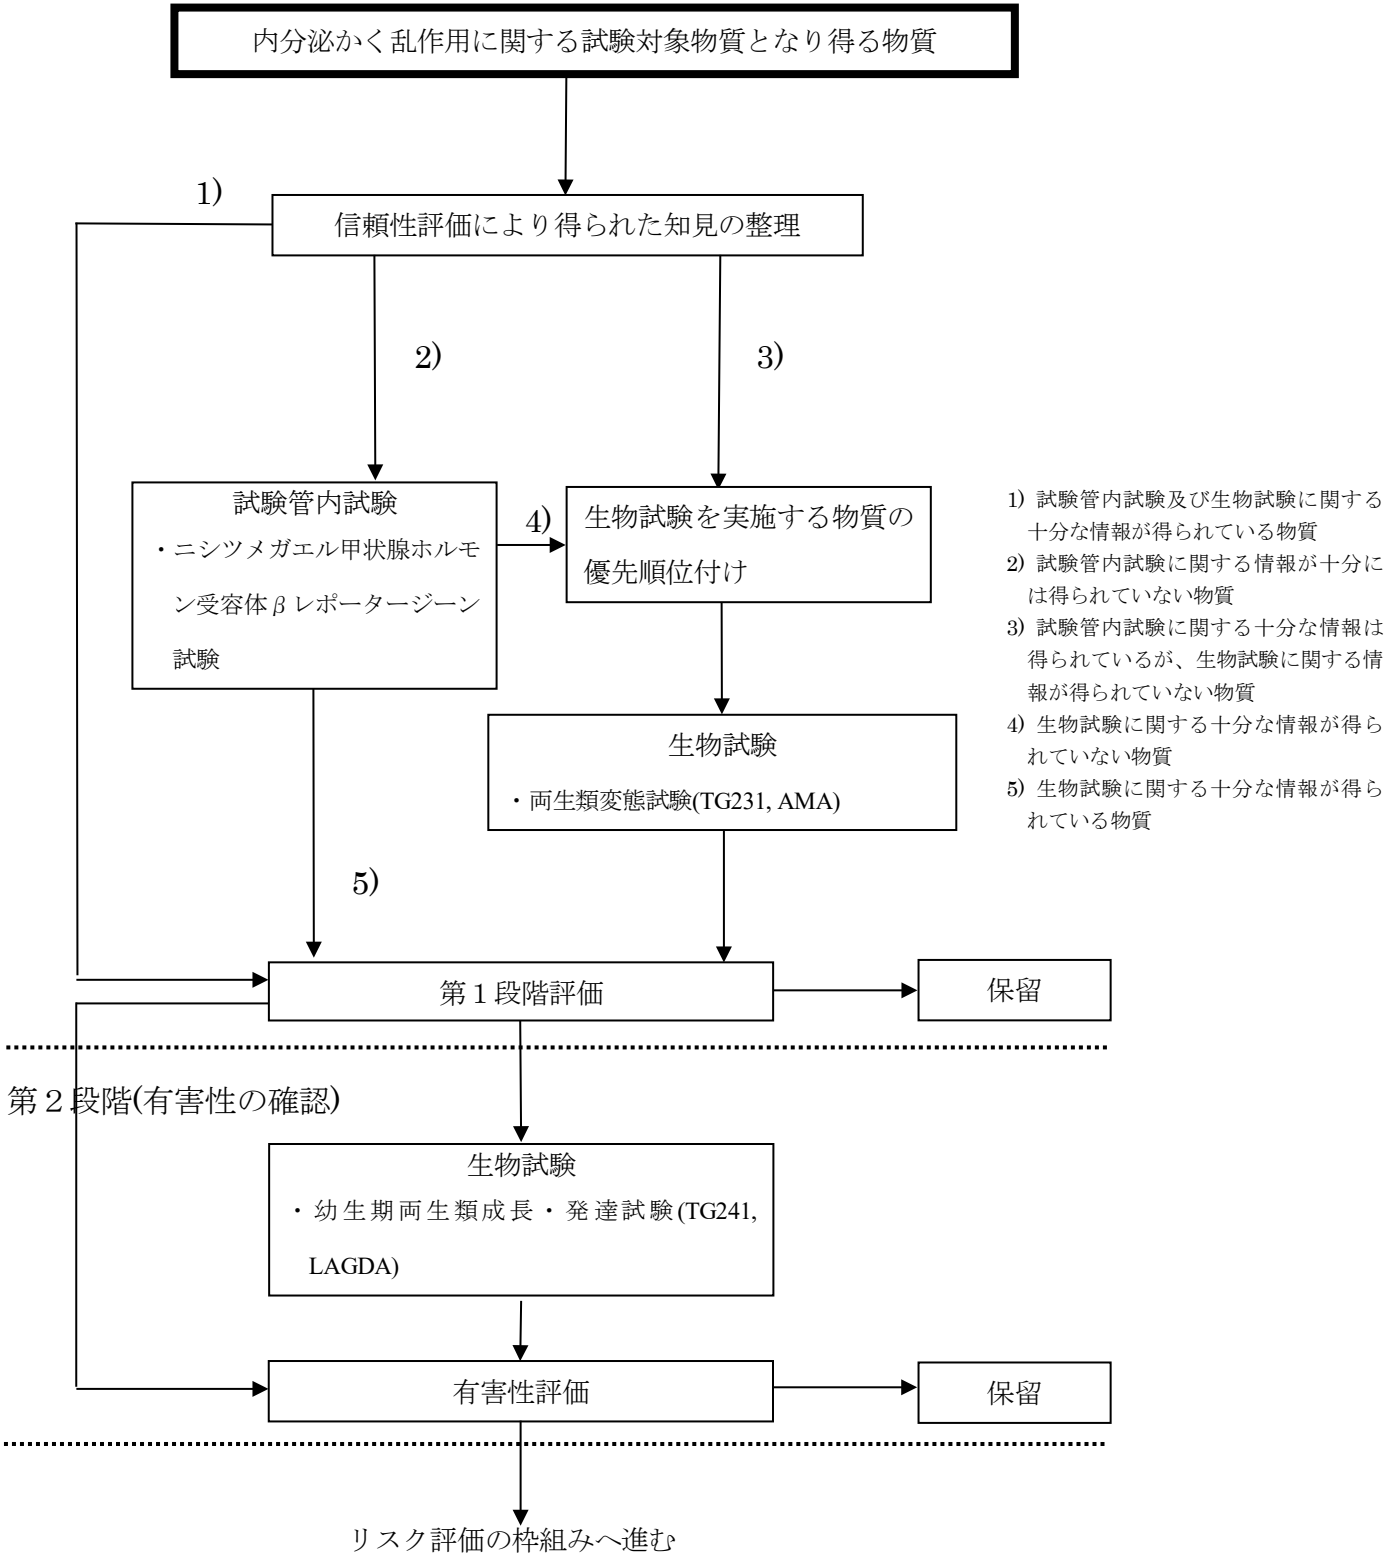 内分泌かく乱作用に関する試験対象物質となり得る物質
1)
信頼性評価により得られた知見の整理
2)
3)
試験管内試験
・ニシツメガエル甲状腺ホルモ
ン受容体βレポータージーン
試験
4)
生物試験を実施する物質の
優先順位付け
1) 試験管内試験及び生物試験に関する
十分な情報が得られている物質
2) 試験管内試験に関する情報が十分に
は得られていない物質
3) 試験管内試験に関する十分な情報は
得られているが、生物試験に関する情
報が得られていない物質
4) 生物試験に関する十分な情報が得ら
れていない物質
5) 生物試験に関する十分な情報が得ら
れている物質
生物試験
・両生類変態試験(TG231, AMA)
5)
第１段階評価
保留
第２段階(有害性の確認)
生物試験
・幼生期両生類成長・発達試験(TG241,
LAGDA)
有害性評価
保留
リスク評価の枠組みへ進む